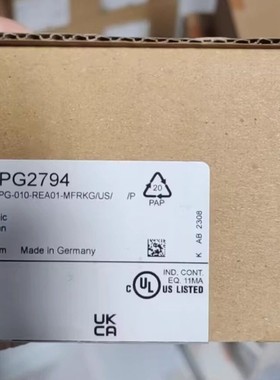 PG2794
PG-010-REA01-MFRKG/US/ /P
20
PAP
ic
en
m Made in Germany
K AB 2308
IND. CONT.
EQ. 11MA
C UL US LISTED
UK
CA